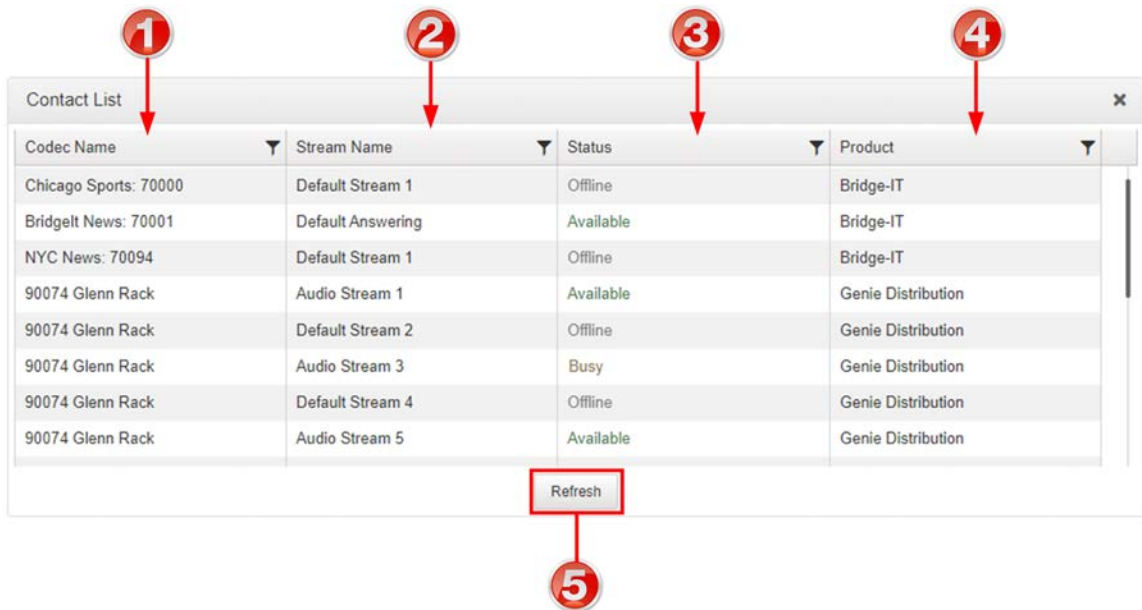 1 2 3 4
Contact List
Codec Name Stream Name Status Product
Chicago Sports: 70000 Default Stream 1 Offline Bridge-IT
BridgeIt News: 70001 Default Answering Available Bridge-IT
NYC News: 70094 Default Stream 1 Offline Bridge-IT
90074 Glenn Rack Audio Stream 1 Available Genie Distribution
90074 Glenn Rack Default Stream 2 Offline Genie Distribution
90074 Glenn Rack Audio Stream 3 Busy Genie Distribution
90074 Glenn Rack Default Stream 4 Offline Genie Distribution
90074 Glenn Rack Audio Stream 5 Available Genie Distribution
Refresh
5